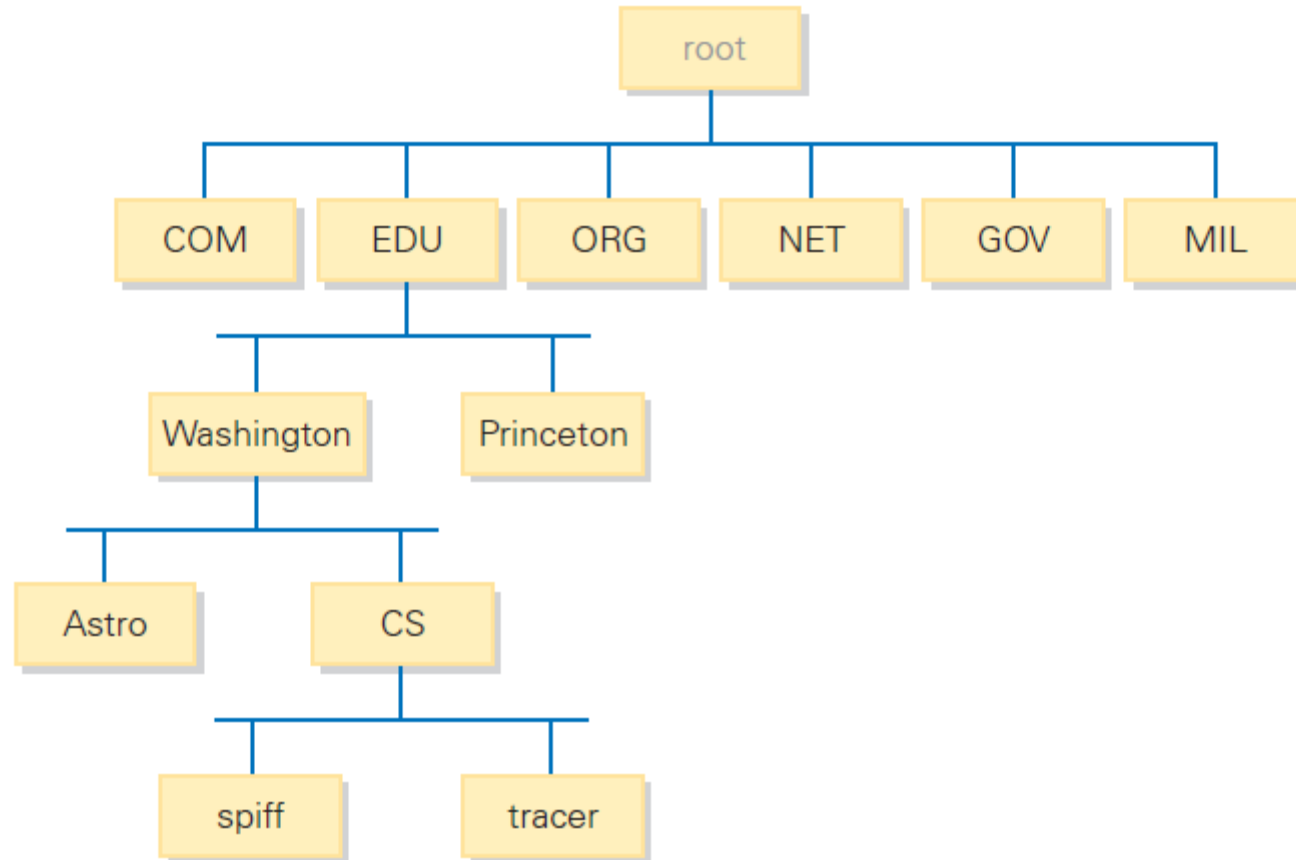 root
COM EDU ORG NET GOV MIL
Washington Princeton
Astro CS
spiff tracer